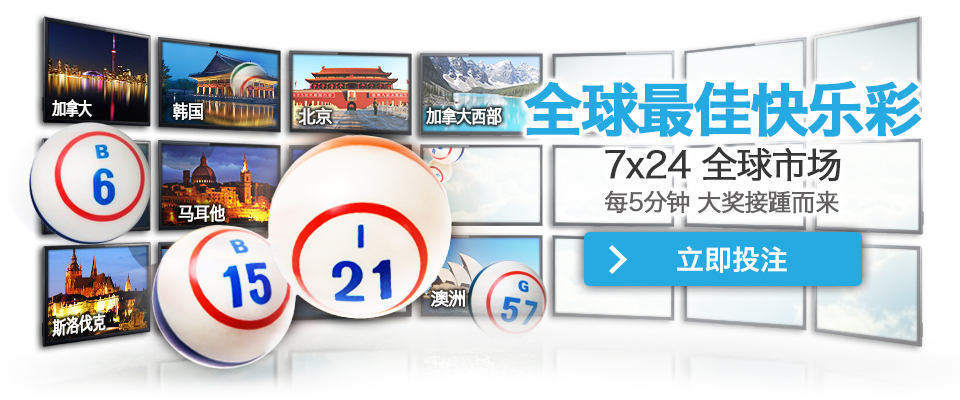 加拿大
韩国
北京
加拿大西部
全球最佳快乐彩
7x24 全球市场
每5分钟 大奖接踵而来
立即投注
B
6
马耳他
B
15
I
21
斯洛伐克
澳洲
G
57